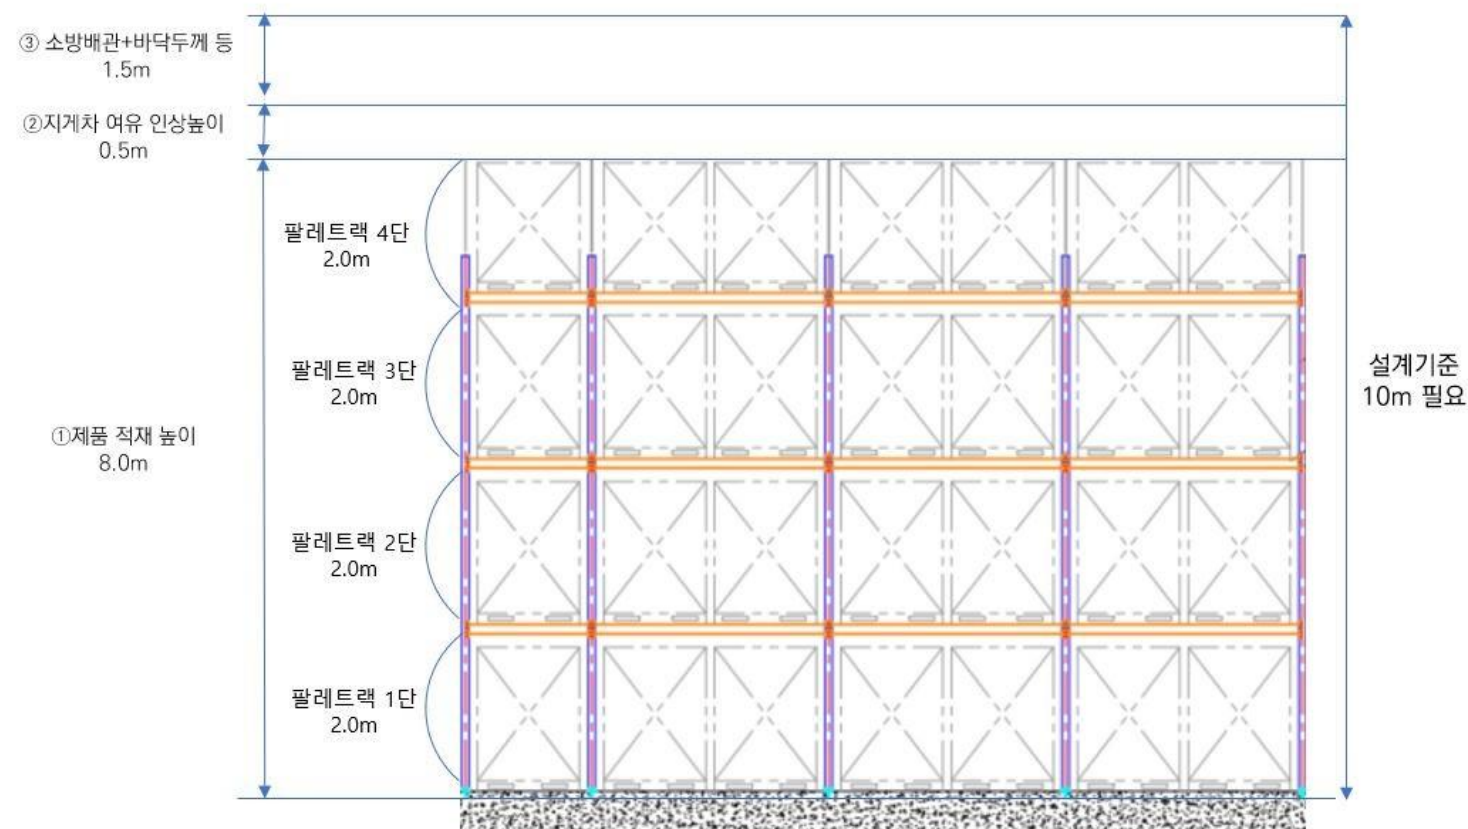 ③ 소방배관+바닥두께 등
1.5m
②지게차 여유 인상높이
0.5m
팔레트랙 4단
2.0m
팔레트랙 3단
2.0m
설계기준
10m 필요
①제품 적재 높이
8.0m
팔레트랙 2단
2.0m
팔레트랙 1단
2.0m